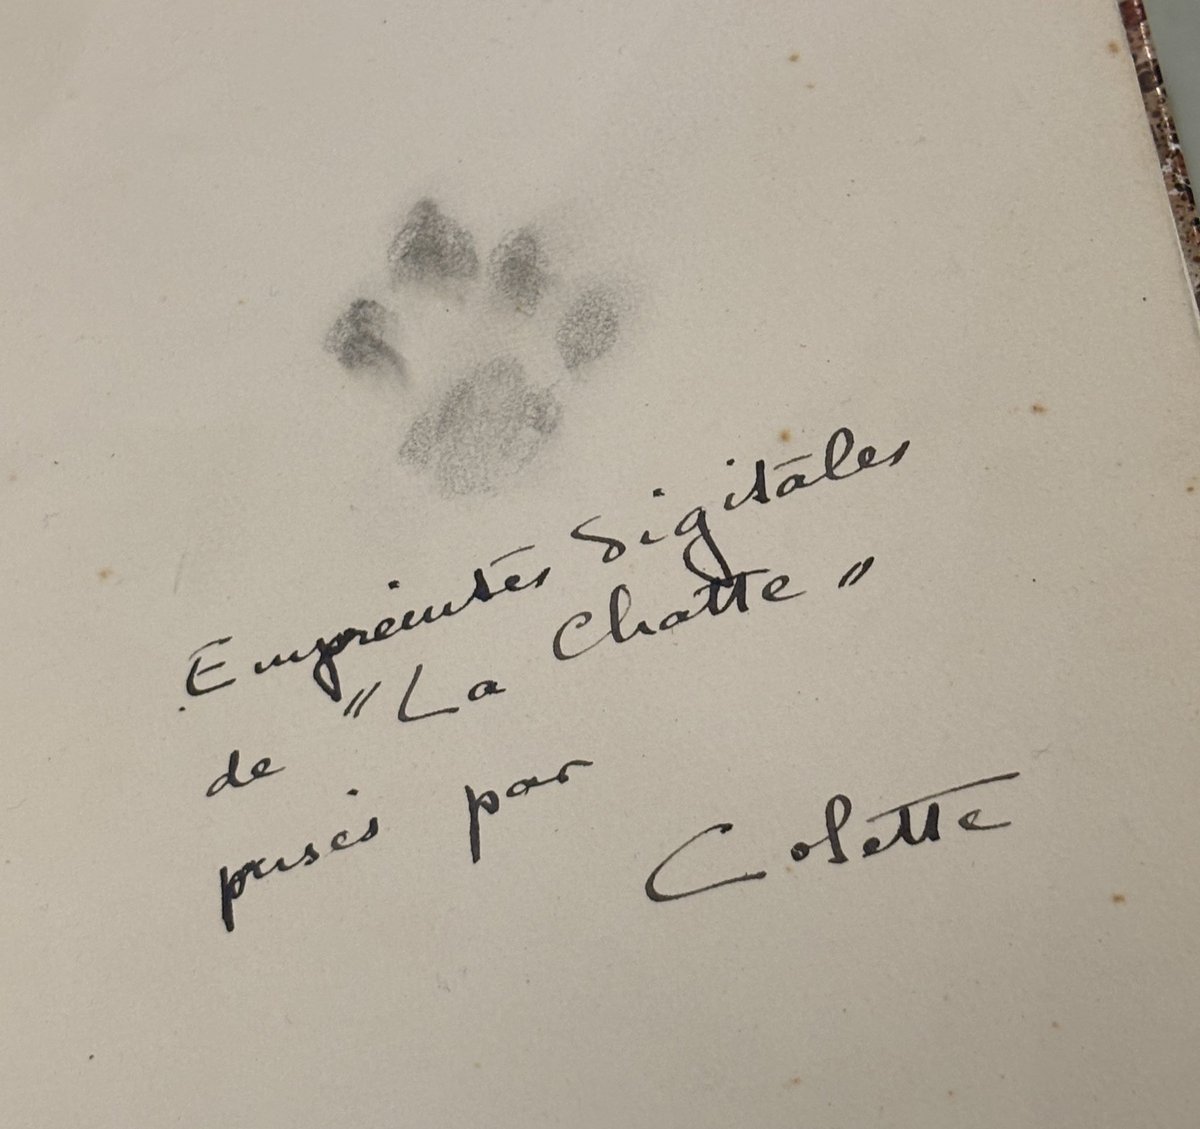 Empreintes digitales
de "La Chatte"
prises par
Colette